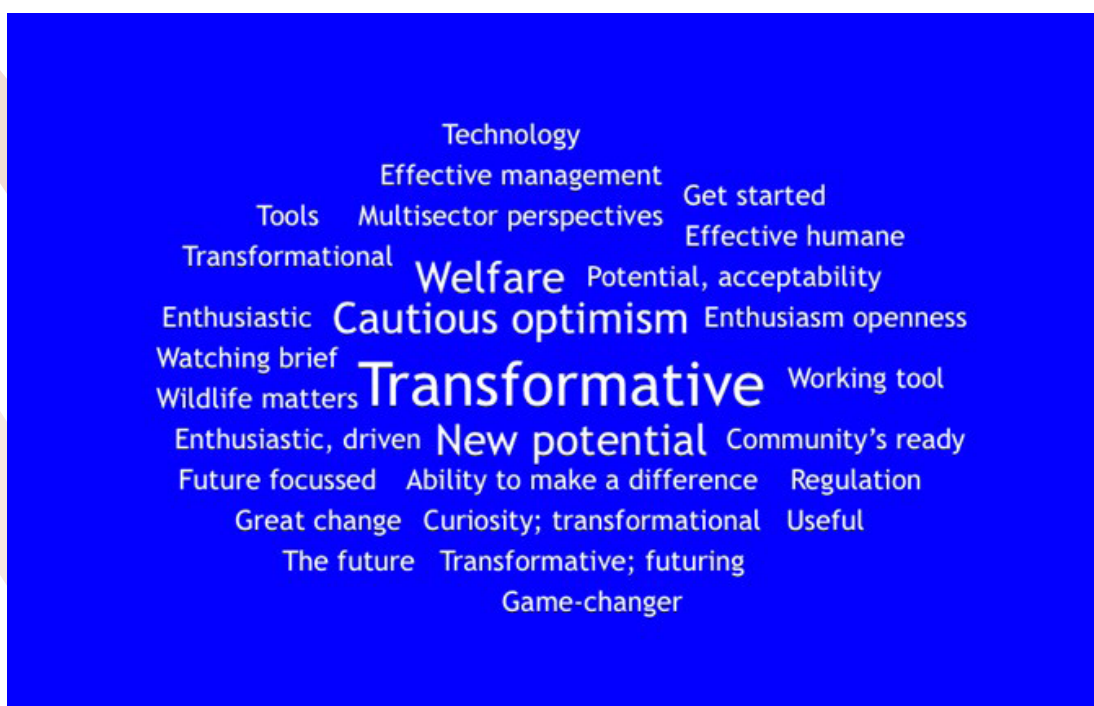 Technology
Effective management
Get started
Tools Multisector perspectives
Effective humane
Transformational
Welfare Potential, acceptability
Enthusiastic Cautious optimism Enthusiasm openness
Watching brief
Transformative Working tool
Wildlife matters
Enthusiastic, driven New potential Community’s ready
Future focussed Ability to make a difference Regulation
Great change Curiosity; transformational Useful
The future Transformative; futuring
Game-changer